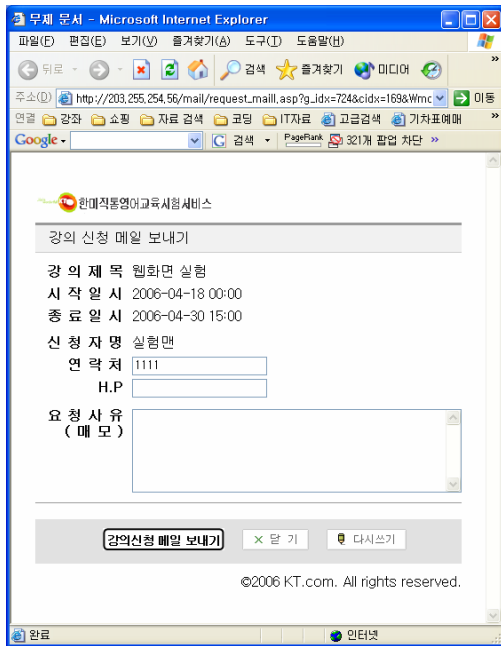 무제 문서 - Microsoft Internet Explorer
파일(F) 편집(E) 보기(V) 즐겨찾기(A) 도구(T) 도움말(H)
뒤로 검색 즐겨찾기 미디어
주소(D) http://203.255.254.56/mail/request_maill.asp?g_idx=724&cidx=169&Wmc 이동
연결 강좌 쇼핑 자료 검색 코딩 IT자료 고급검색 기차표예매 »
Google G 검색 PageRank 321개 팝업 차단 »
한미직통영어교육시험서비스
강의 신청 메일 보내기
강 의 제 목 웹화면 실험
시 작 일 시 2006-04-18 00:00
종 료 일 시 2006-04-30 15:00
신 청 자 명 실험맨
연 락 처 1111
H.P
요 청 사 유
( 매 모 )
강의신청 메일 보내기 × 닫 기 다시쓰기
©2006 KT.com. All rights reserved.
완료 인터넷